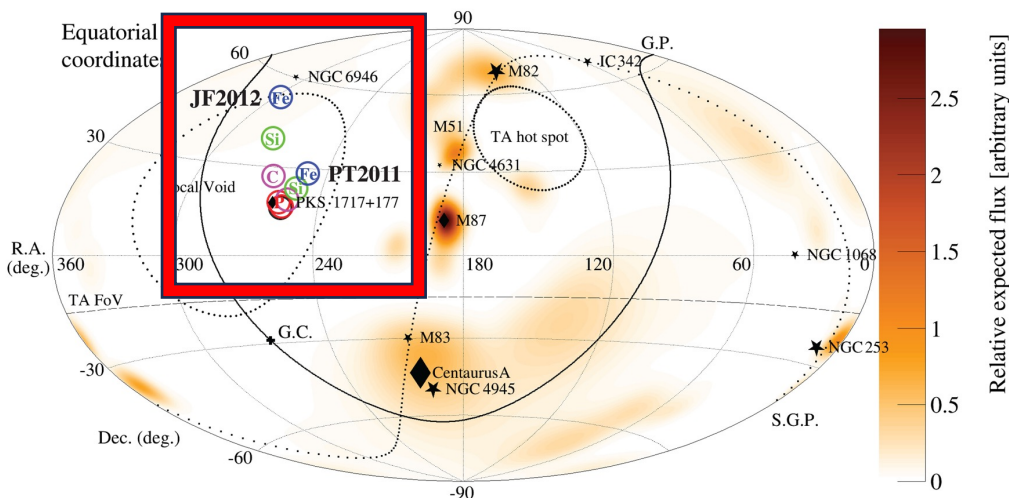 Equatorial
coordinates
90
G.P.
60
NGC 6946
M82
IC 342
JF2012
Fe
30
Si
M51
TA hot spot
C
Fe
PT2011
NGC 4631
Si
ocal Void
P
PKS 1717+177
M87
R.A.
(deg.)
360
300
240
180
120
60
0
NGC 1068
TA FoV
G.C.
M83
NGC 253
-30
Centaurus A
NGC 4945
Dec. (deg.)
S.G.P.
-60
-90
2.5
2
1.5
1
0.5
0
Relative expected flux [arbitrary units]